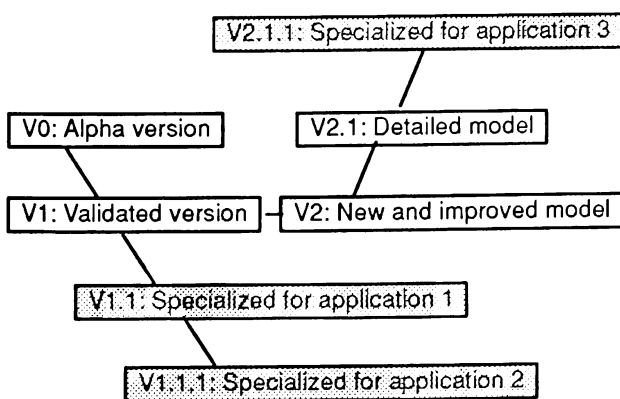 V2.1.1: Specialized for application 3
V0: Alpha version
V2.1: Detailed model
V1: Validated version
V2: New and improved model
V1.1: Specialized for application 1
V1.1.1: Specialized for application 2